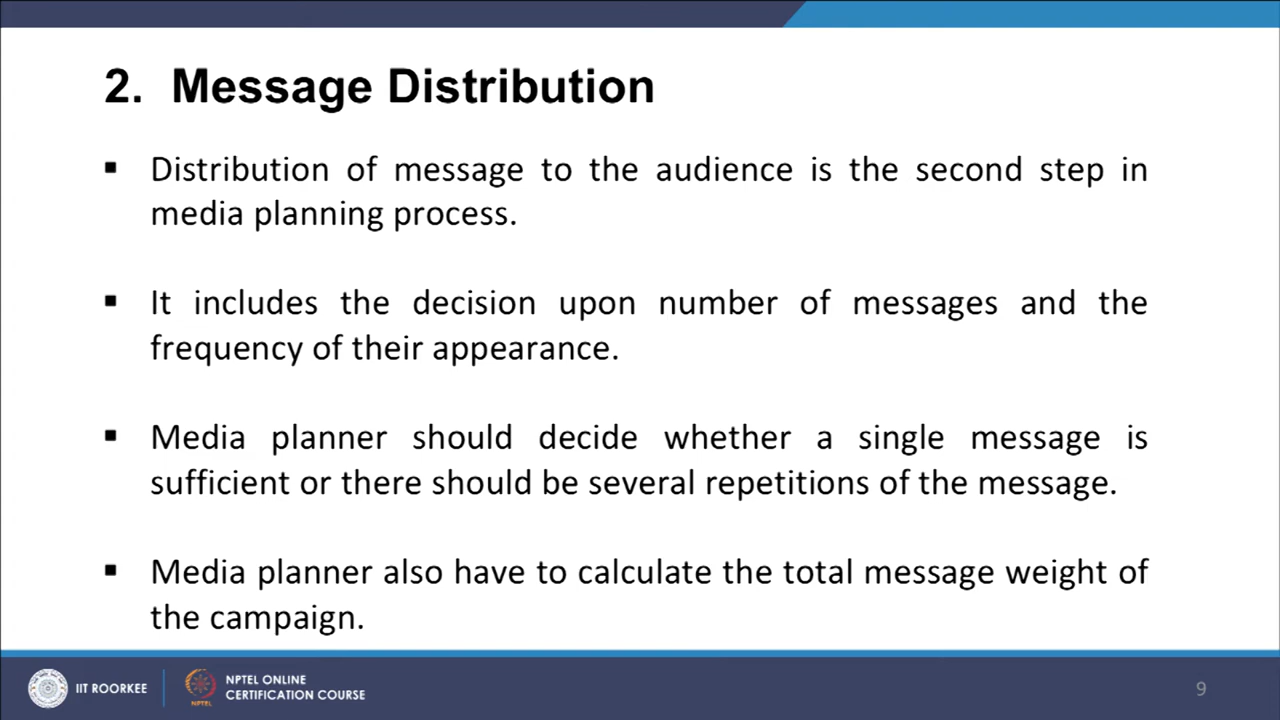 2. Message Distribution
▪ Distribution of message to the audience is the second step in
media planning process.
▪ It includes the decision upon number of messages and the
frequency of their appearance.
▪ Media planner should decide whether a single message is
sufficient or there should be several repetitions of the message.
▪ Media planner also have to calculate the total message weight of
the campaign.
IIT ROORKEE
NPTEL
NPTEL ONLINE
CERTIFICATION COURSE
9